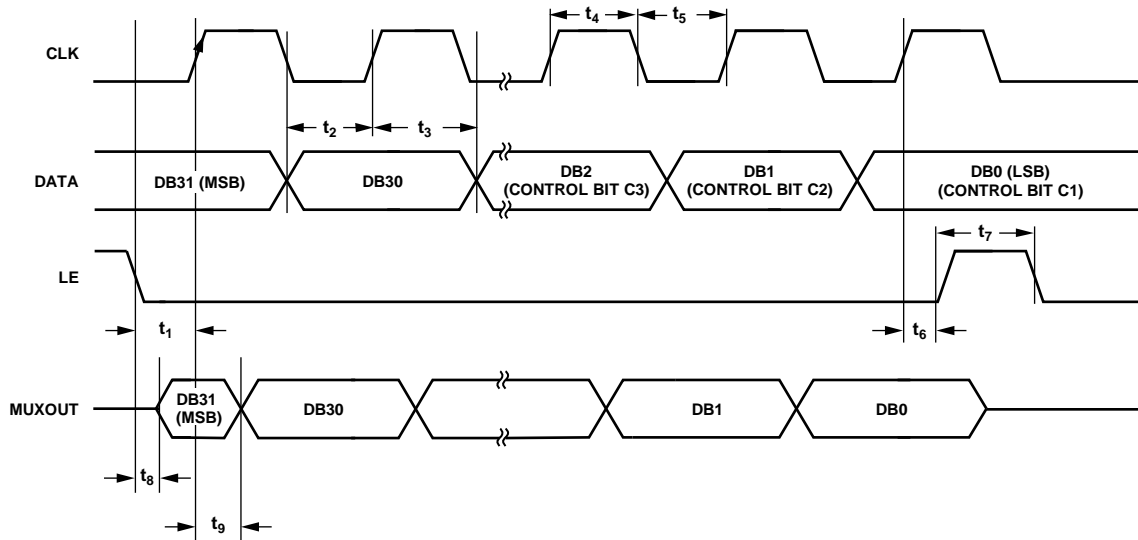 t4
t5
CLK
t2
t3
DATA
DB31 (MSB)
DB30
DB2
(CONTROL BIT C3)
DB1
(CONTROL BIT C2)
DB0 (LSB)
(CONTROL BIT C1)
t7
LE
t1
t6
MUXOUT
DB31
(MSB)
DB30
DB1
DB0
t8
t9